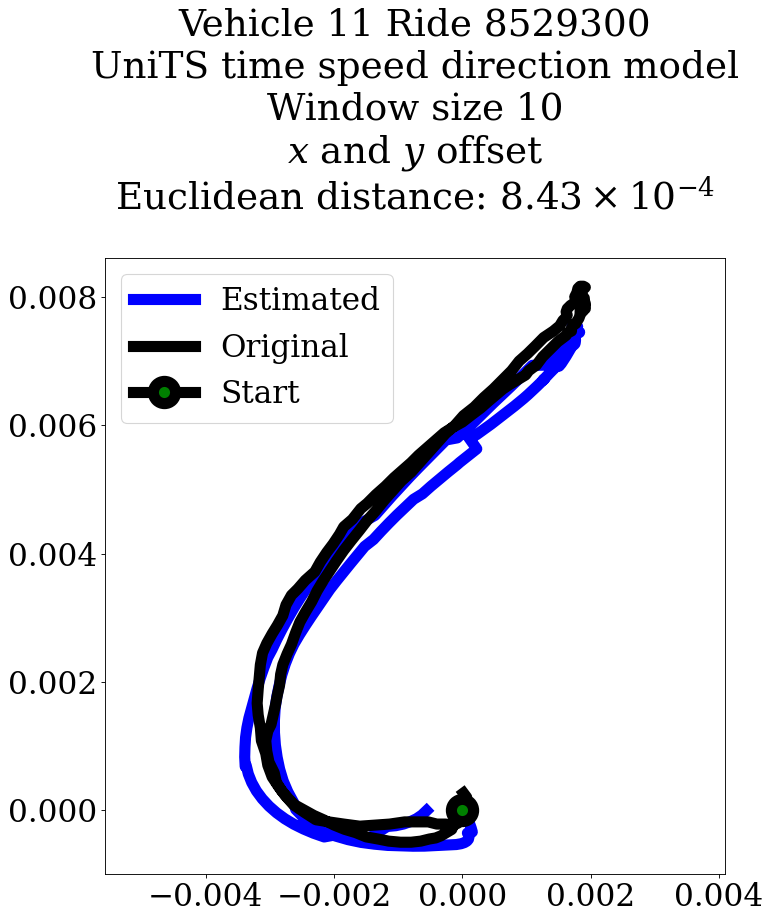 Vehicle 11 Ride 8529300
UniTS time speed direction model
Window size 10
x and y offset
Euclidean distance: 8.43 × 10⁻⁴
Estimated
Original
Start
0.008
0.006
0.004
0.002
0.000
−0.004 −0.002 0.000 0.002 0.004